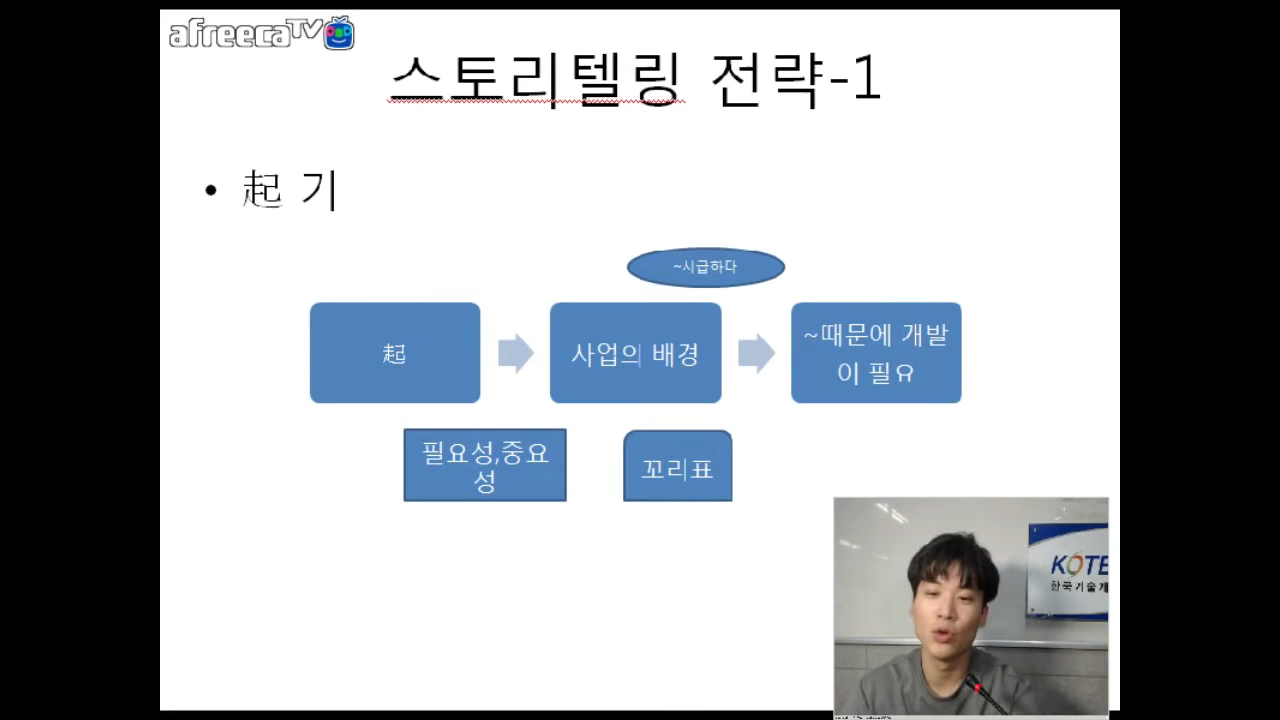 afreecaTV
스토리텔링 전략-1
• 起 기
~시급하다
起
사업의 배경
~때문에 개발
이 필요
필요성,중요
성
꼬리표
KOTE
한국기술개